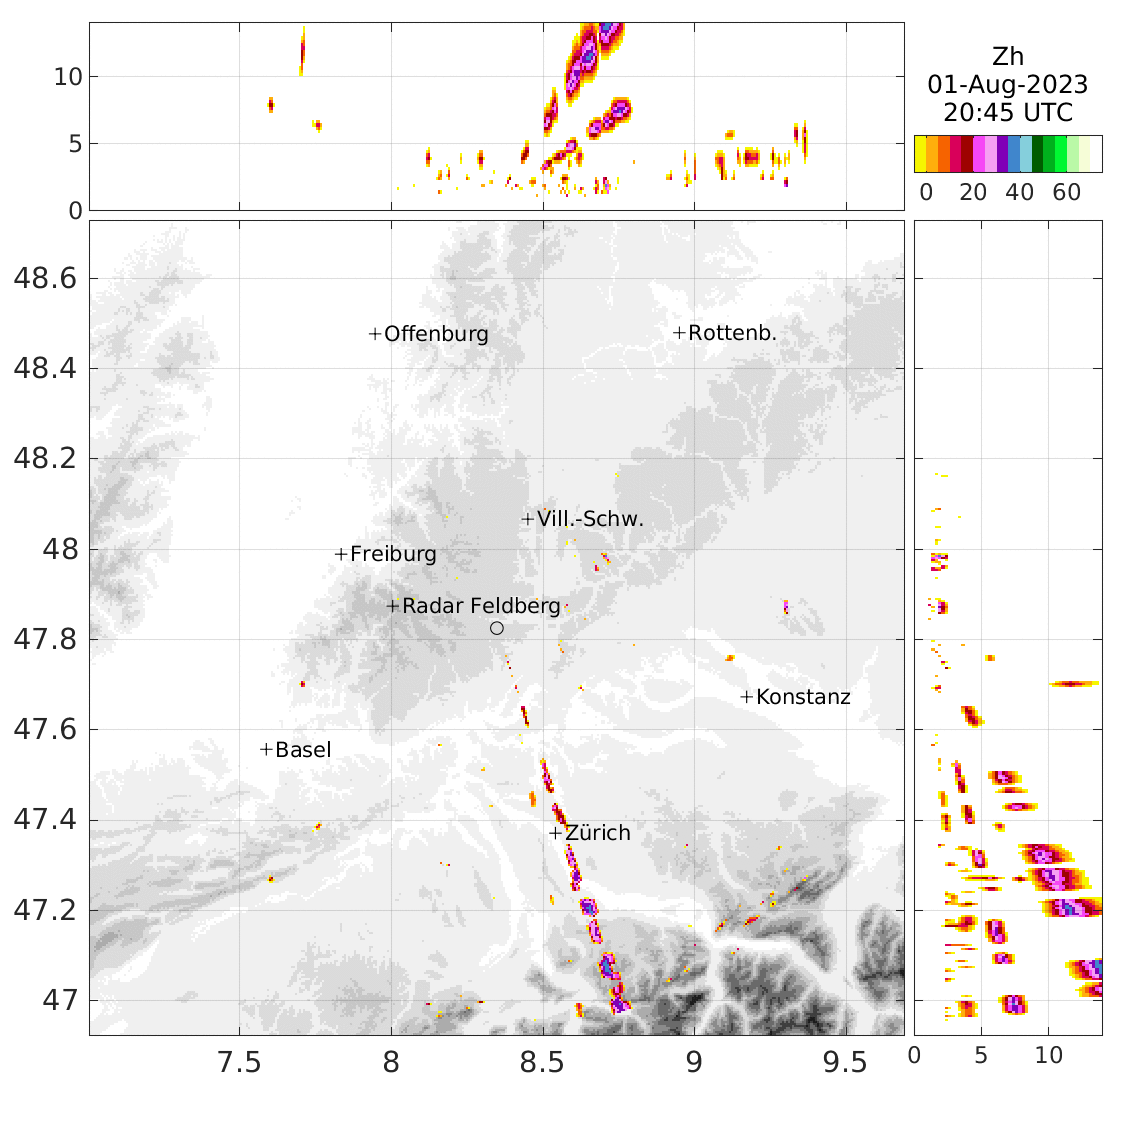 10
5
0
Zh
01-Aug-2023
20:45 UTC
0 20 40 60
48.6
48.4
48.2
48
47.8
47.6
47.4
47.2
47
+Offenburg
+Rottenb.
+Vill.-Schw.
+Freiburg
+Radar Feldberg
+Konstanz
+Basel
+Zürich
7.5 8 8.5 9 9.5
0 5 10